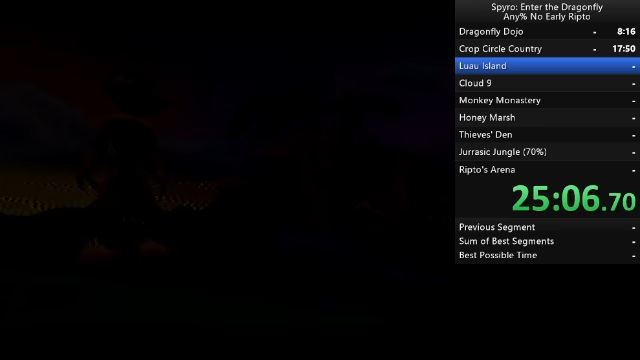 Spyro: Enter the Dragonfly
Any% No Early Ripto
Dragonfly Dojo - 8:16
Crop Circle Country - 17:50
Luau Island -
Cloud 9 -
Monkey Monastery -
Honey Marsh -
Thieves' Den -
Jurrasic Jungle (70%) -
Ripto's Arena -
25:06.70
Previous Segment -
Sum of Best Segments -
Best Possible Time -